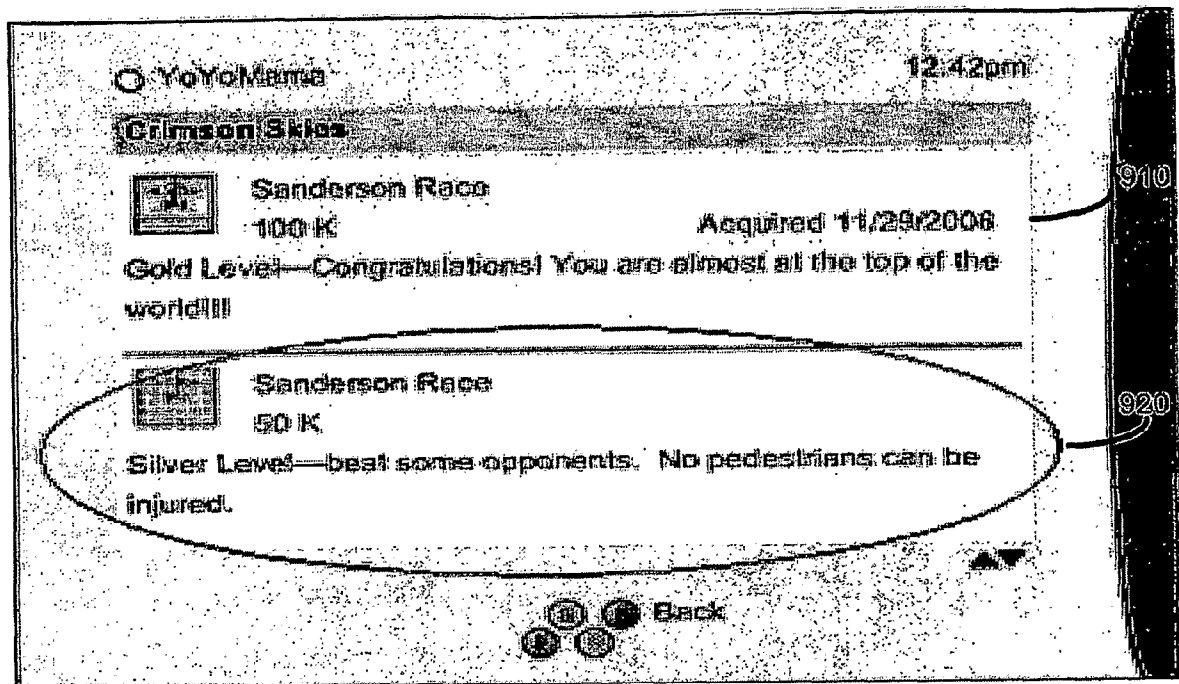 YoYoMama
12:42pm
Crimson Skies
Sanderson Race
100 K
Acquired 11/29/2006
Gold Level—Congratulations! You are almost at the top of the
world!!!!
910
Sanderson Race
50 K
Silver Level—beat some opponents. No pedestrians can be
injured.
920
Back